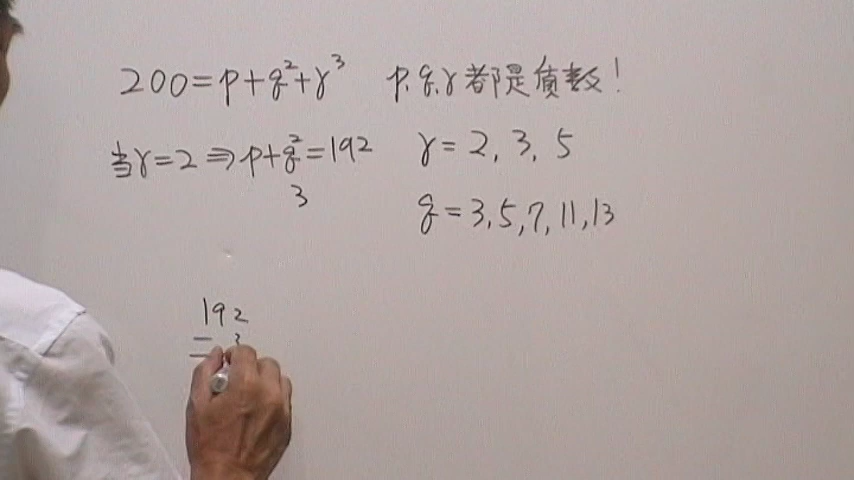 200=p+q²+r³ p,q,r都是質数!
当r=2⇒p+q²=192 r=2,3,5
3
q=3,5,7,11,13
192
=